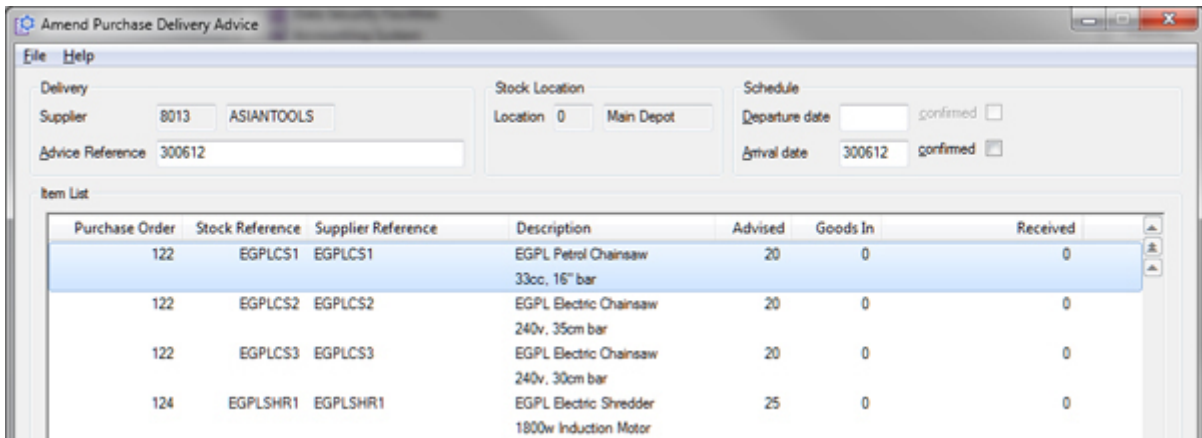 Amend Purchase Delivery Advice
File Help
Delivery
Stock Location
Schedule
Supplier 8013 ASIANTOOLS
Location 0 Main Depot
Departure date confirmed
Advice Reference 300612
Arrival date 300612 confirmed
Item List
Purchase Order Stock Reference Supplier Reference Description Advised Goods In Received
122 EGPLCS1 EGPLCS1 EGPL Petrol Chainsaw 20 0 0
33cc, 16" bar
122 EGPLCS2 EGPLCS2 EGPL Electric Chainsaw 20 0 0
240v, 35cm bar
122 EGPLCS3 EGPLCS3 EGPL Electric Chainsaw 20 0 0
240v, 30cm bar
124 EGPLSHR1 EGPLSHR1 EGPL Electric Shredder 25 0 0
1800w Induction Motor